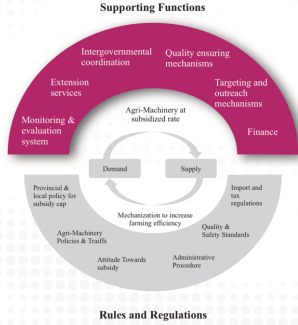 Supporting Functions
Intergovernmental
coordination
Quality ensuring
mechanisms
Extension
services
Targeting and
outreach
mechanisms
Monitoring &
evaluation
system
Finance
Agri-Machinery at
subsidized rate
Demand
Supply
Mechanization to increase
farming efficiency
Provincial &
local policy for
subsidy cap
Import and
tax
regulations
Agri-Machinery
Policies & Traiffs
Quality &
Safety Standards
Attitude Towards
subsidy
Administrative
Procedure
Rules and Regulations